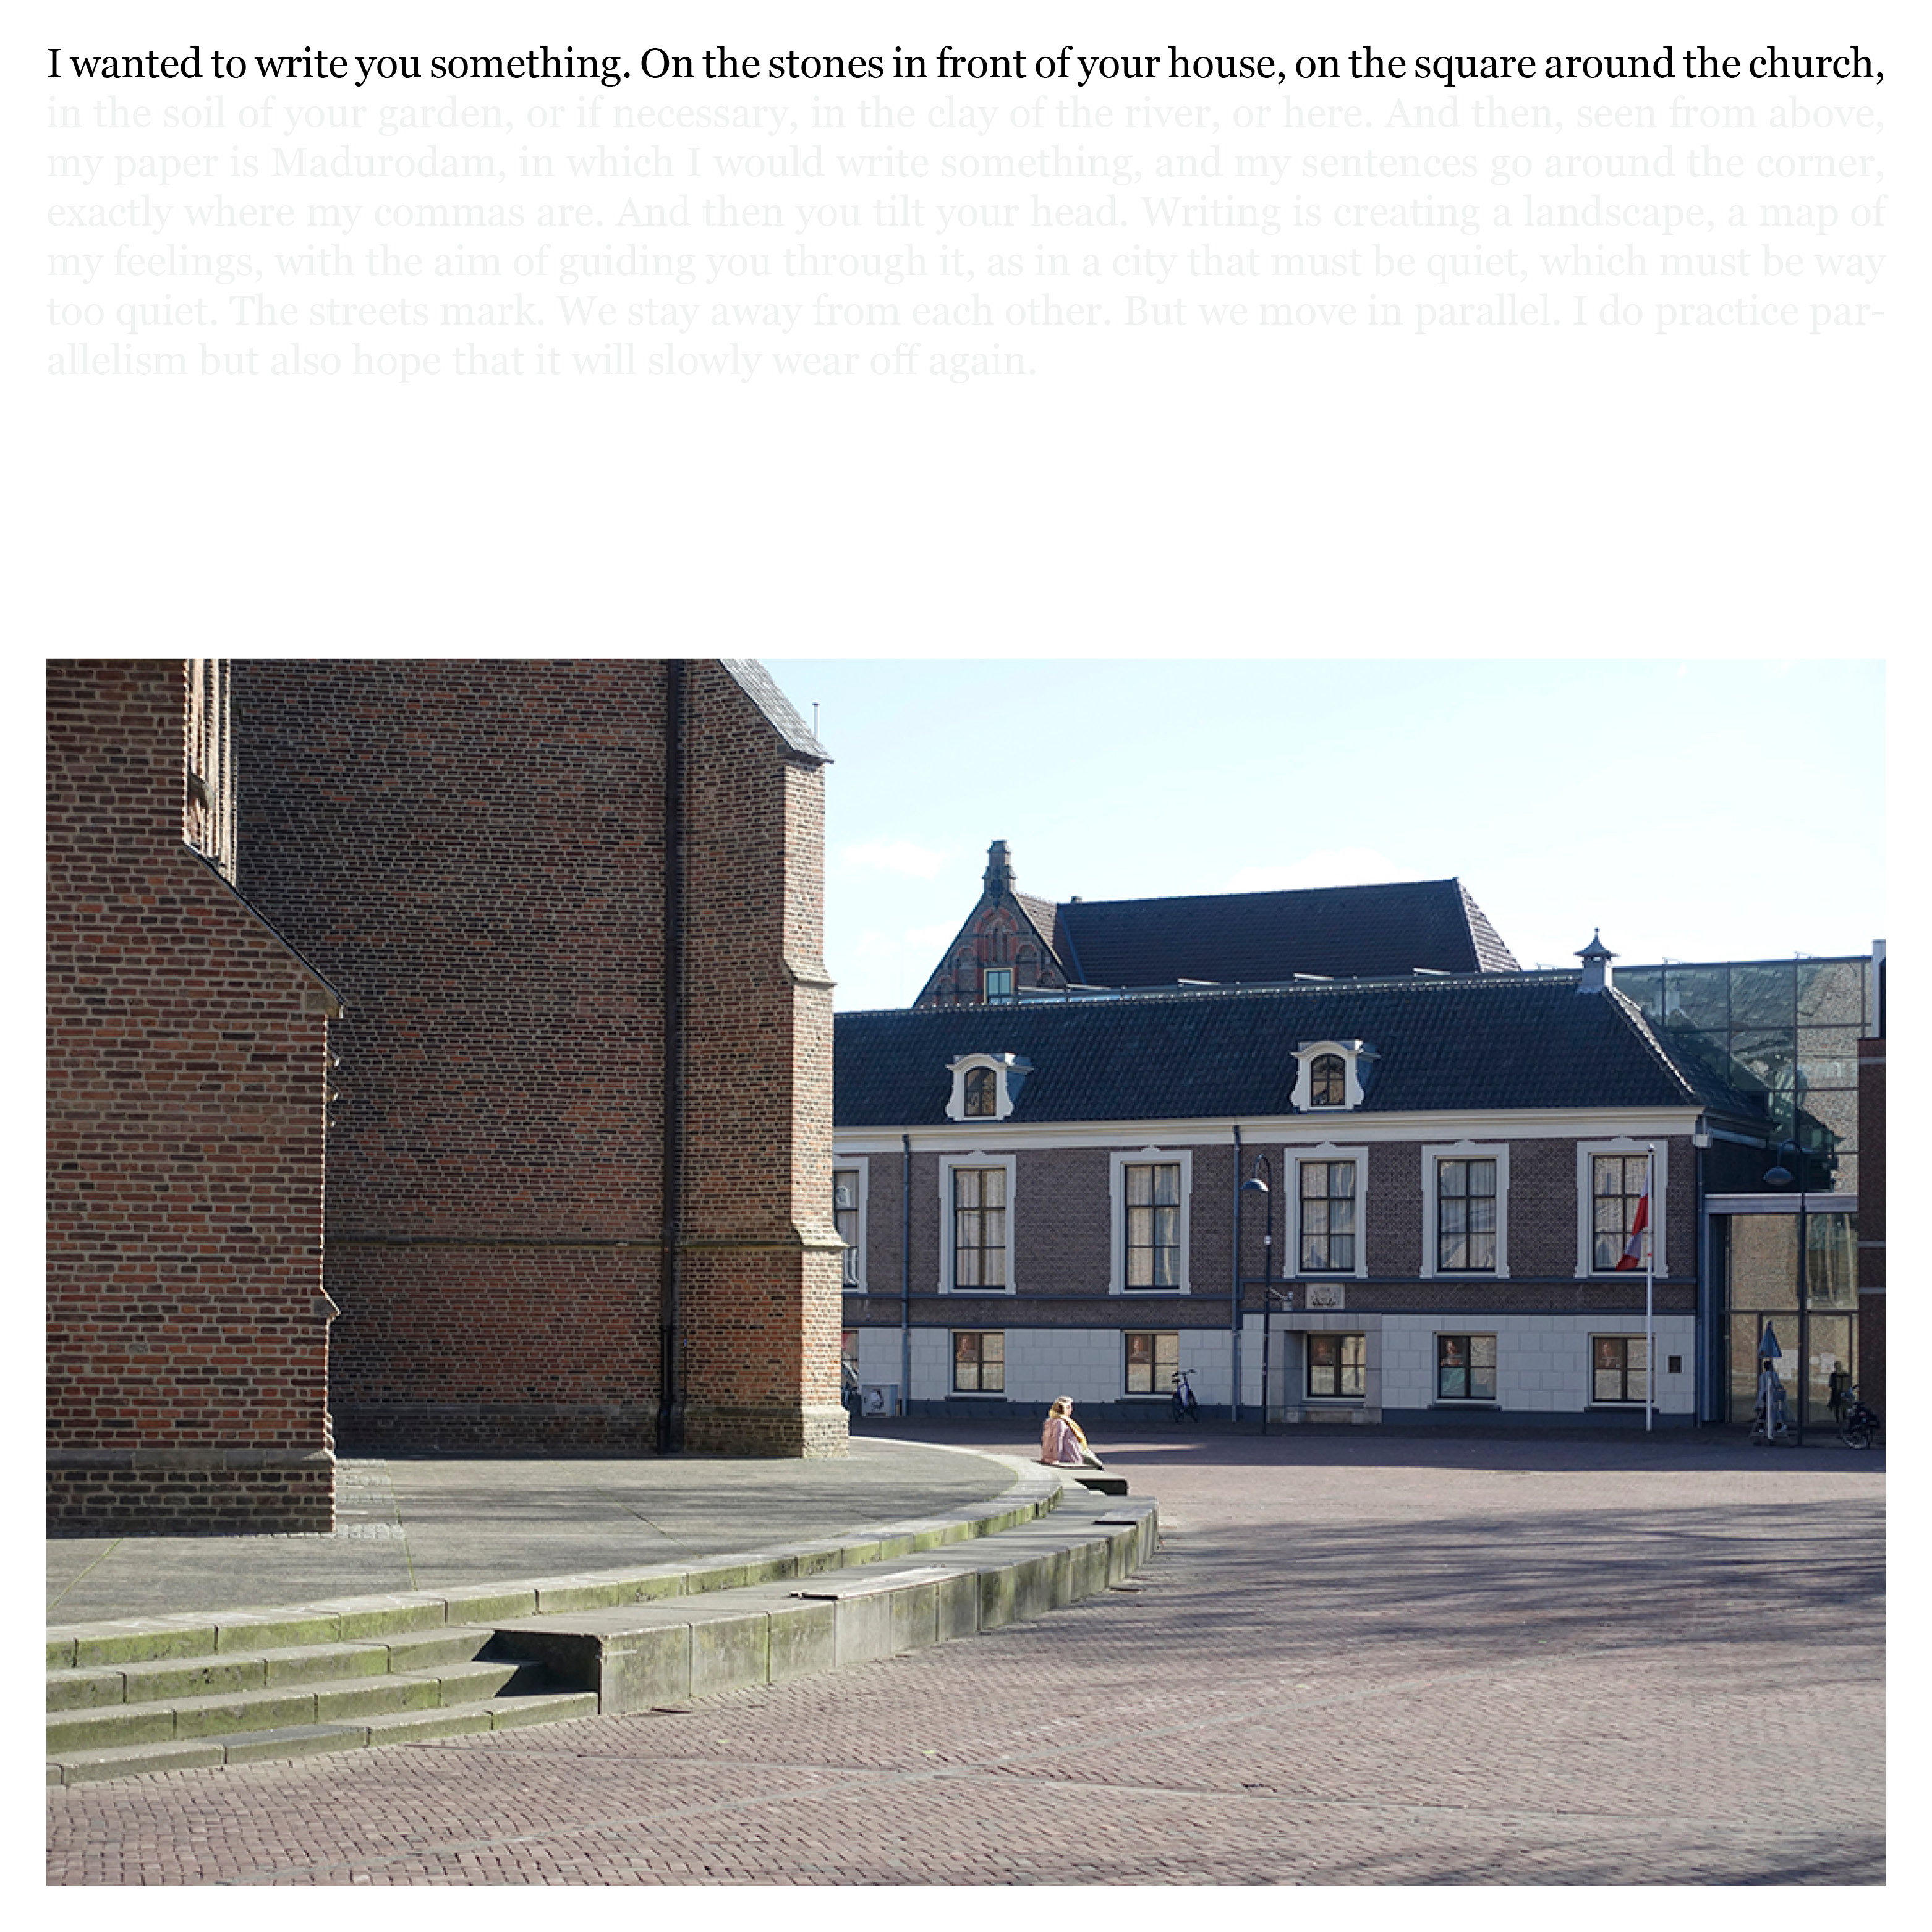 I wanted to write you something. On the stones in front of your house, on the square around the church,
in the soil of your garden, or if necessary, in the clay of the river, or here. And then, seen from above,
my paper is Madurodam, in which I would write something, and my sentences go around the corner,
exactly where my commas are. And then you tilt your head. Writing is creating a landscape, a map of
my feelings, with the aim of guiding you through it, as in a city that must be quiet, which must be way
too quiet. The streets mark. We stay away from each other. But we move in parallel. I do practice par-
allelism but also hope that it will slowly wear off again.